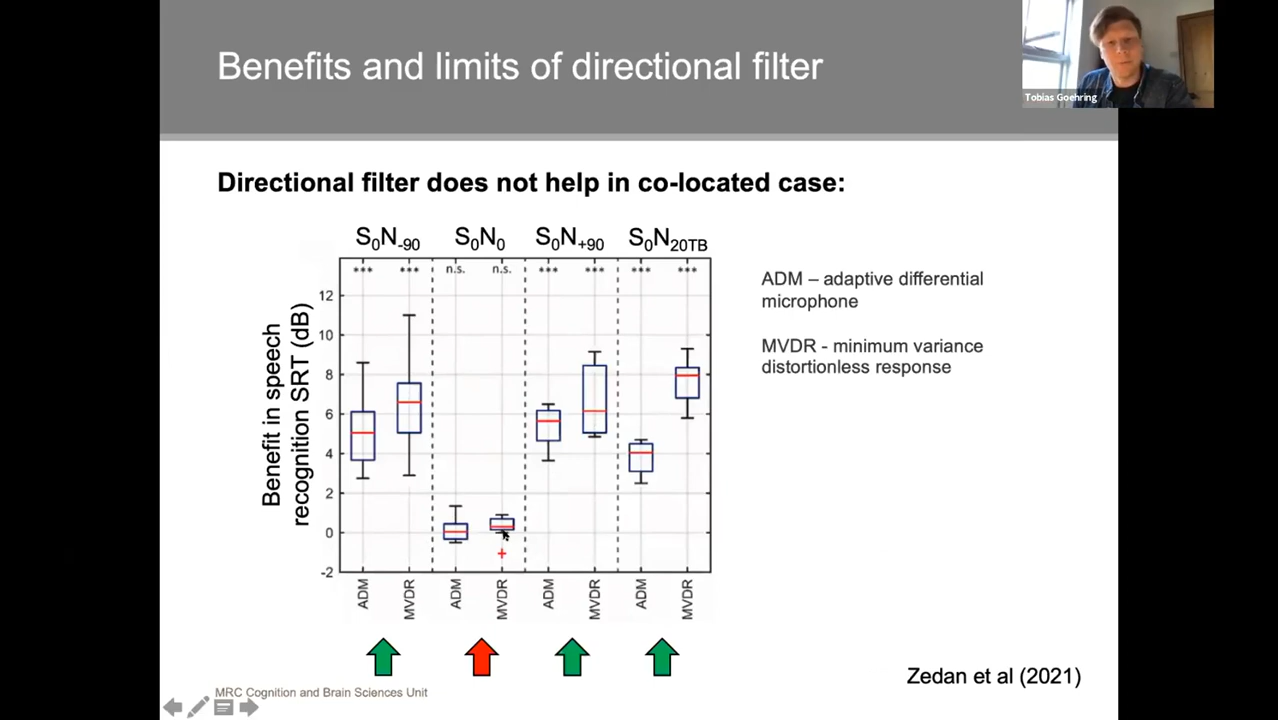 Benefits and limits of directional filter
Tobias Goehring
Directional filter does not help in co-located case:
S0N-90 S0N0 S0N+90 S0N20TB
*** *** n.s. n.s. *** *** *** ***
Benefit in speech
recognition SRT (dB)
12
10
8
6
4
2
0
-2
ADM MVDR ADM MVDR ADM MVDR ADM MVDR
ADM – adaptive differential
microphone
MVDR - minimum variance
distortionless response
Zedan et al (2021)
MRC Cognition and Brain Sciences Unit